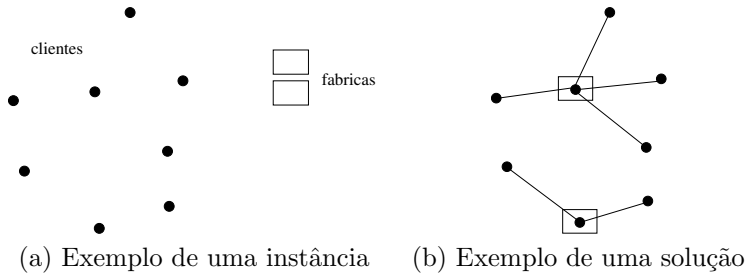 clientes
fabricas
(a) Exemplo de uma instância
(b) Exemplo de uma solução